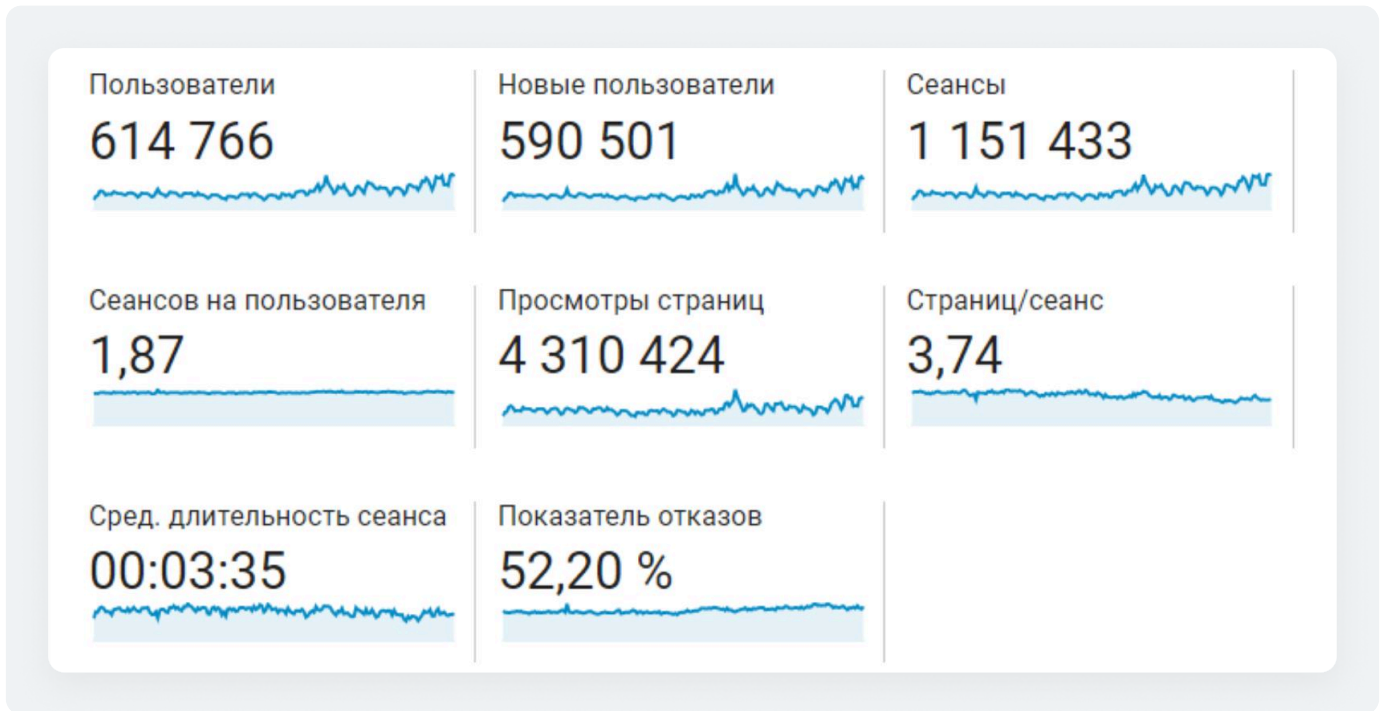 Пользователи
614 766
Новые пользователи
590 501
Сеансы
1 151 433
Сеансов на пользователя
1,87
Просмотры страниц
4 310 424
Страниц/сеанс
3,74
Сред. длительность сеанса
00:03:35
Показатель отказов
52,20 %